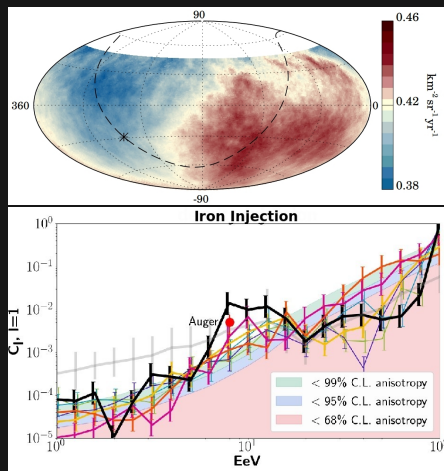 90
0.46
360
0
0.42
km⁻² sr⁻¹ yr⁻¹
0.38
-90
Iron Injection
10⁰
10⁻¹
10⁻²
Auger
C_l, l=1
10⁻³
10⁻⁴
< 99% C.L. anisotropy
< 95% C.L. anisotropy
< 68% C.L. anisotropy
10⁻⁵
10⁰
10¹
EeV